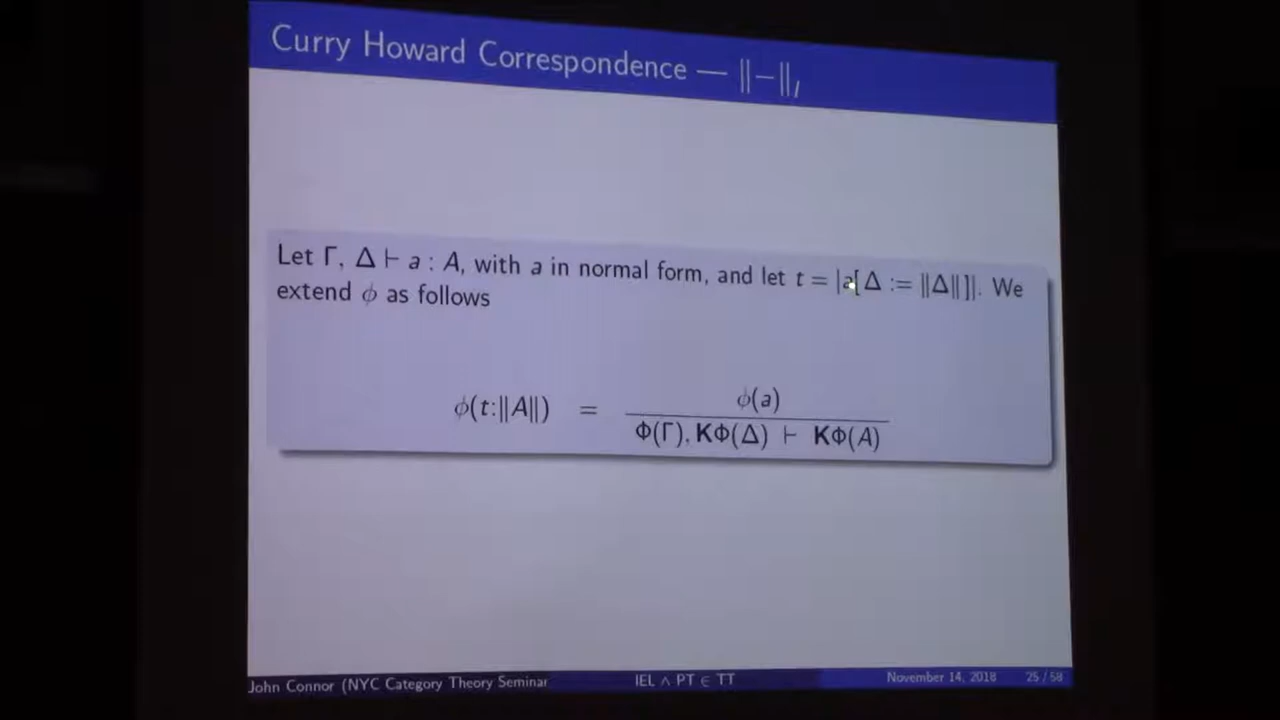 Curry Howard Correspondence — ‖−‖I
Let Γ, Δ ⊢ a : A, with a in normal form, and let t = |a[Δ := ‖Δ‖]|. We
extend ϕ as follows
ϕ(t:‖A‖) = ϕ(a)
Φ(Γ), KΦ(Δ) ⊢ KΦ(A)
John Connor (NYC Category Theory Seminar IEL ∧ PT ∈ TT November 14, 2018 25 / 58